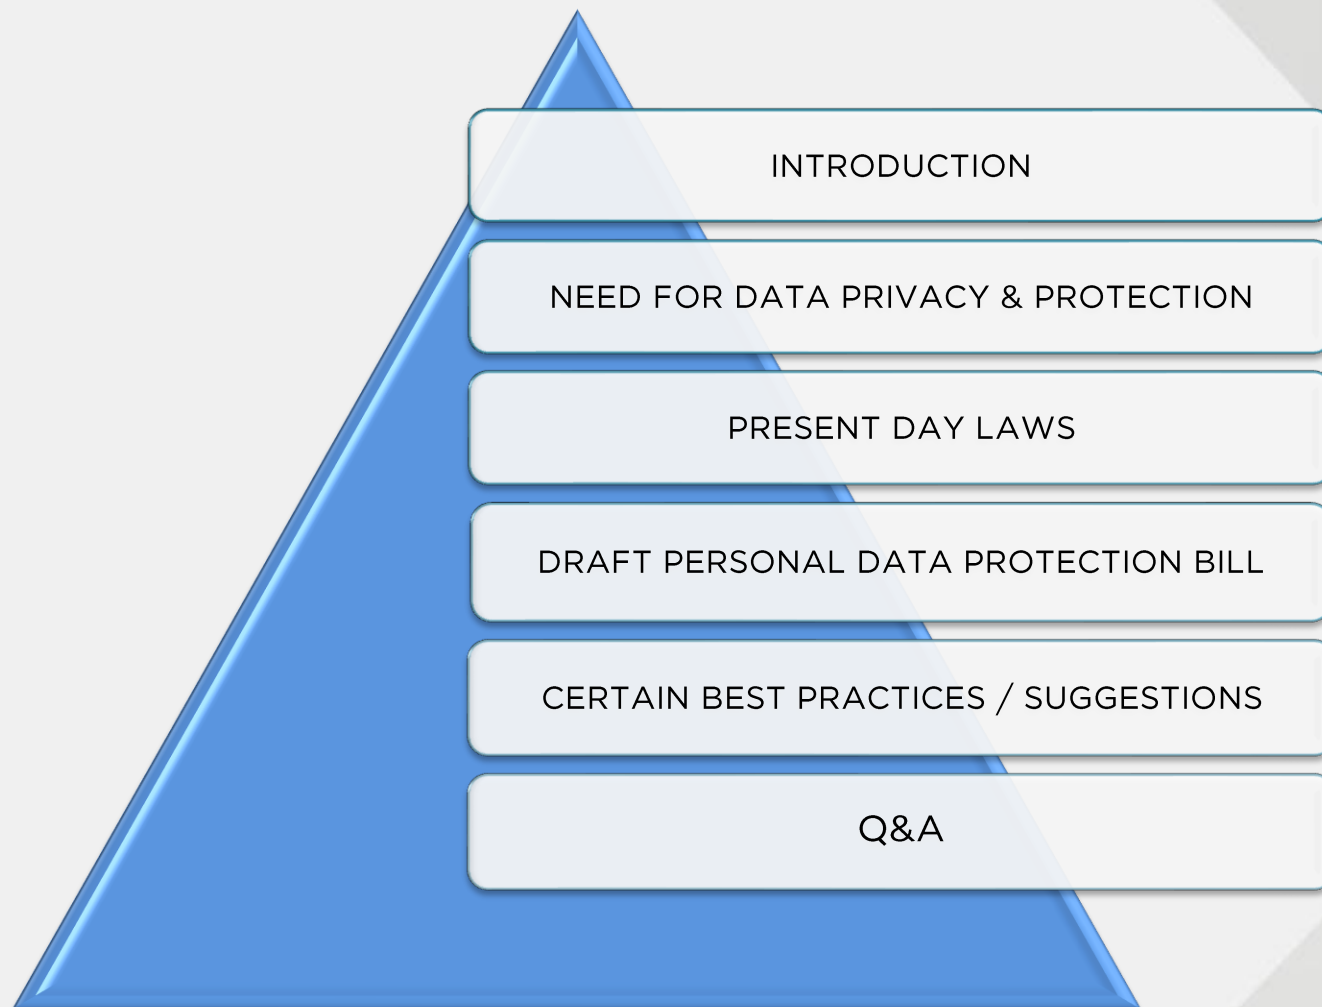 INTRODUCTION
NEED FOR DATA PRIVACY & PROTECTION
PRESENT DAY LAWS
DRAFT PERSONAL DATA PROTECTION BILL
CERTAIN BEST PRACTICES / SUGGESTIONS
Q&A